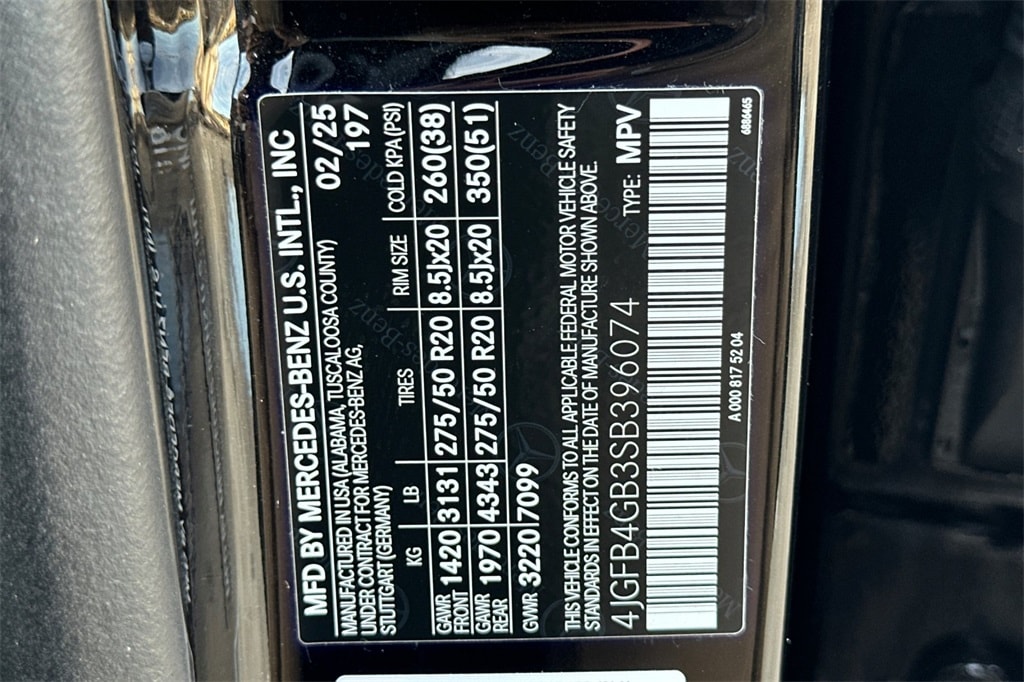 MFD BY MERCEDES-BENZ U.S. INTL., INC
MANUFACTURED IN USA (ALABAMA, TUSCALOOSA COUNTY) 02/25
UNDER CONTRACT FOR MERCEDES-BENZ AG, 197
STUTTGART (GERMANY)
KG LB TIRES RIM SIZE COLD KPA (PSI)
GAWR FRONT 1420 3131 275/50 R20 8.5Jx20 260(38)
GAWR REAR 1970 4343 275/50 R20 8.5Jx20 350(51)
GVWR 3220 7099
THIS VEHICLE CONFORMS TO ALL APPLICABLE FEDERAL MOTOR VEHICLE SAFETY
STANDARDS IN EFFECT ON THE DATE OF MANUFACTURE SHOWN ABOVE.
4JGFB4GB3SB396074 TYPE: MPV
A 000 817 52 04 6886465